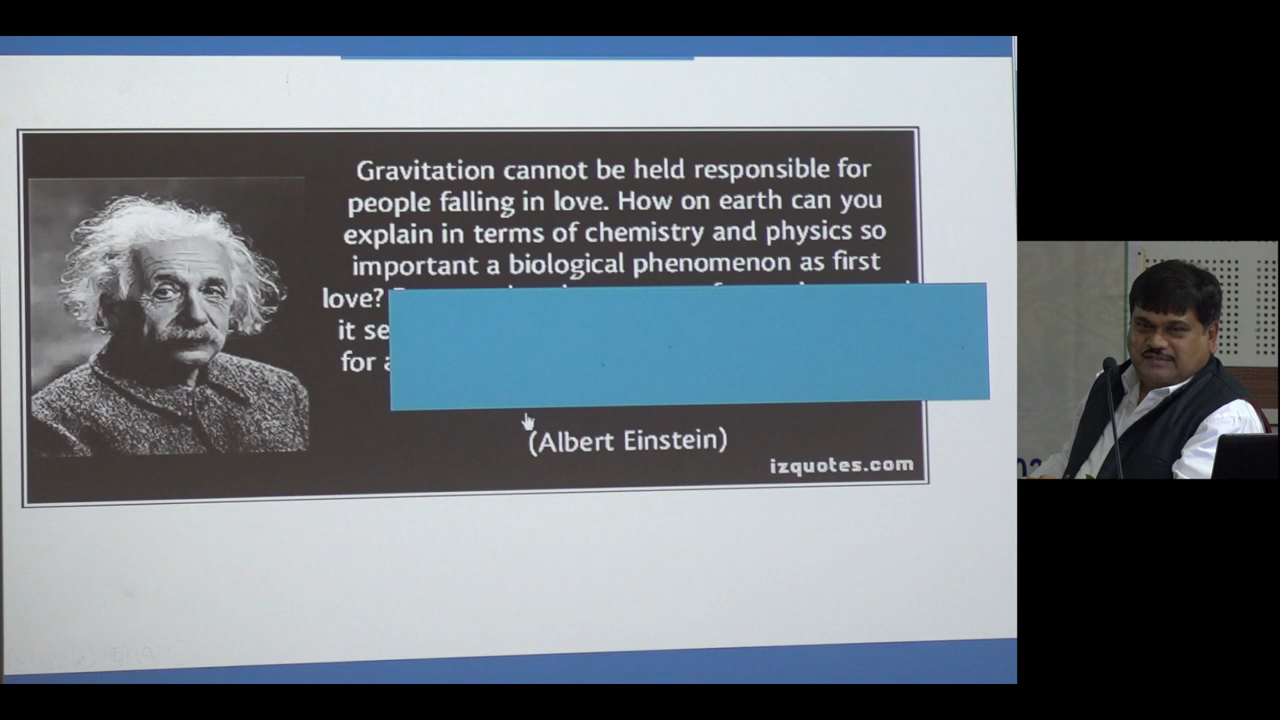 Gravitation cannot be held responsible for
people falling in love. How on earth can you
explain in terms of chemistry and physics so
important a biological phenomenon as first
love?
it se
for a
(Albert Einstein)
izquotes.com